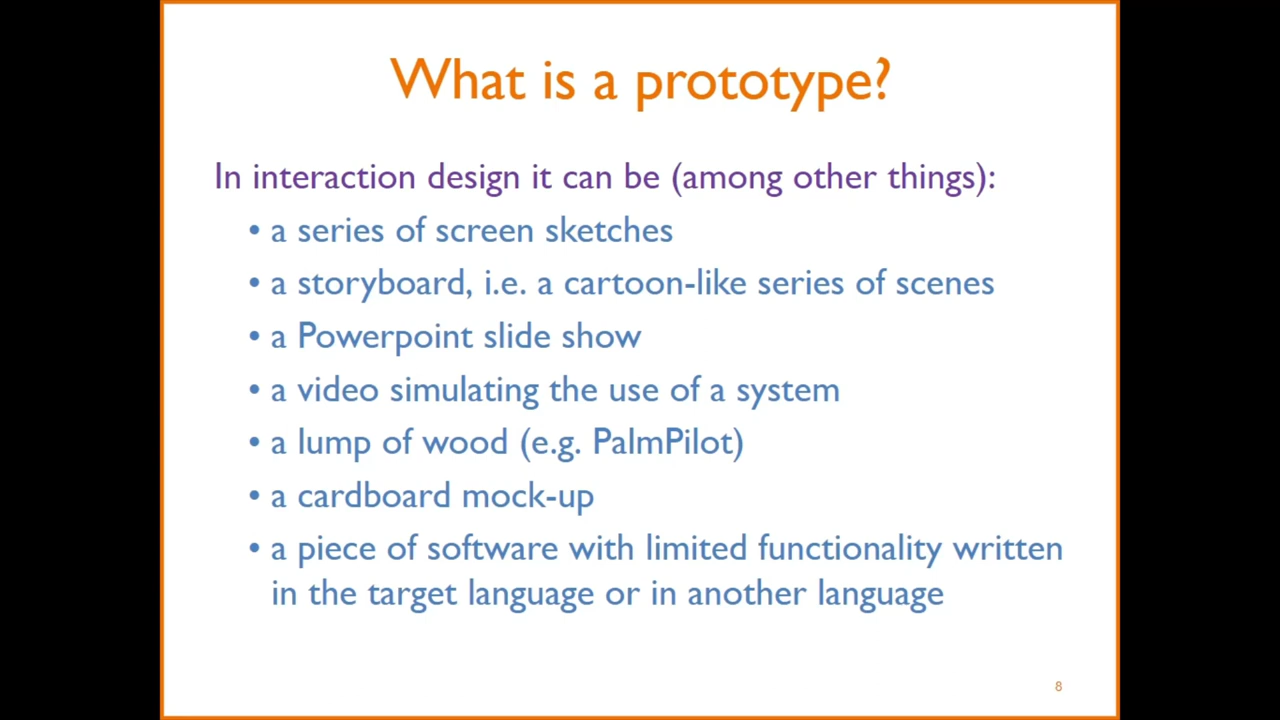 What is a prototype?
In interaction design it can be (among other things):
• a series of screen sketches
• a storyboard, i.e. a cartoon-like series of scenes
• a Powerpoint slide show
• a video simulating the use of a system
• a lump of wood (e.g. PalmPilot)
• a cardboard mock-up
• a piece of software with limited functionality written
in the target language or in another language
8